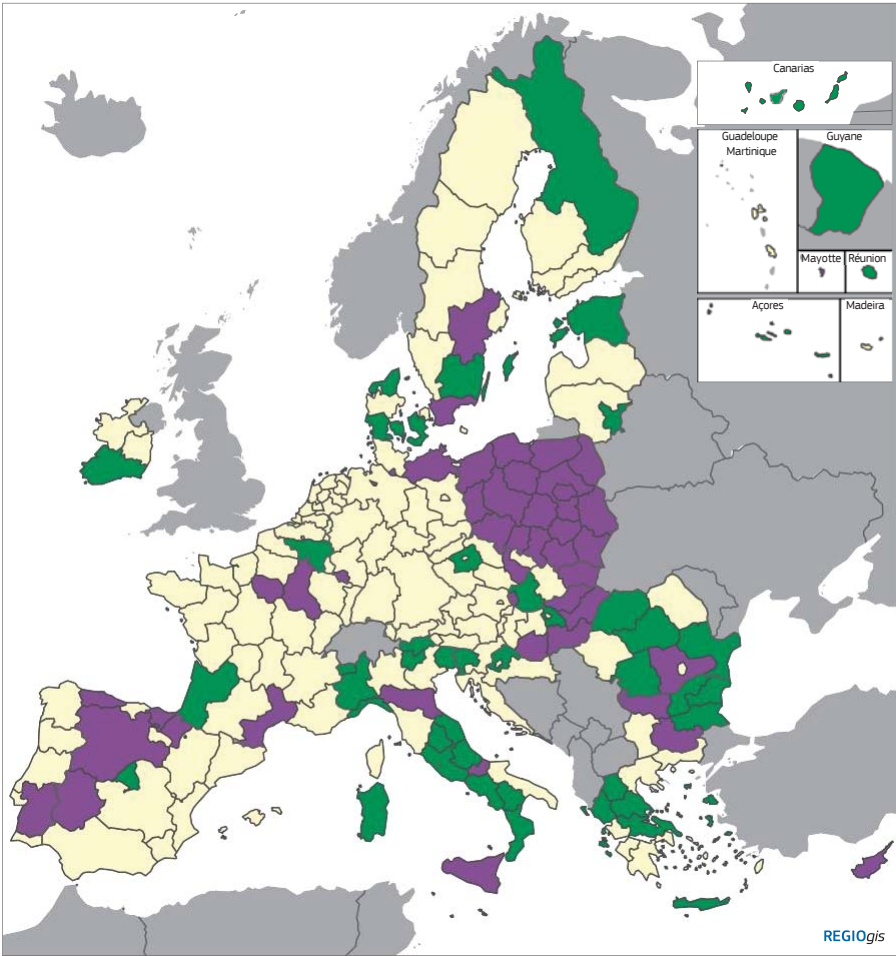 Canarias
Guadeloupe
Martinique
Guyane
Mayotte
Réunion
Açores
Madeira
REGIOgis